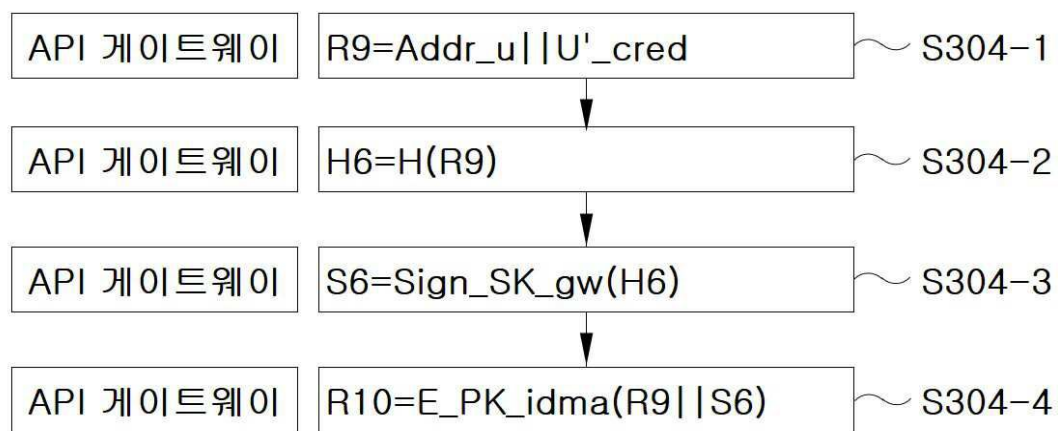 API 게이트웨이 R9=Addr_u||U'_cred S304-1
API 게이트웨이 H6=H(R9) S304-2
API 게이트웨이 S6=Sign_SK_gw(H6) S304-3
API 게이트웨이 R10=E_PK_idma(R9||S6) S304-4